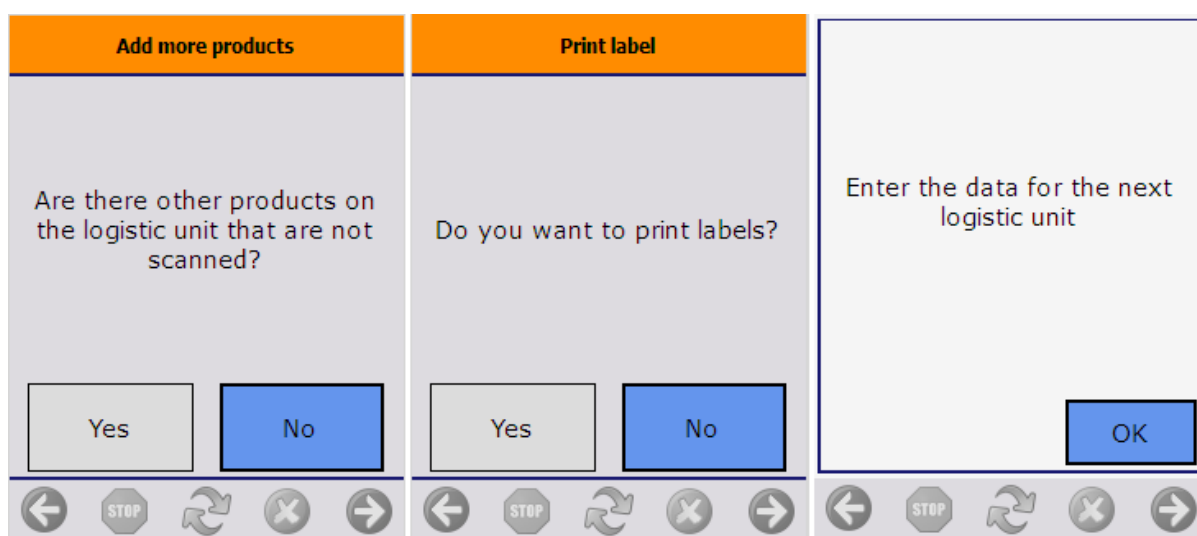 Add more products
Are there other products on
the logistic unit that are not
scanned?
Yes
No
STOP
Print label
Do you want to print labels?
Yes
No
STOP
Enter the data for the next
logistic unit
OK
STOP